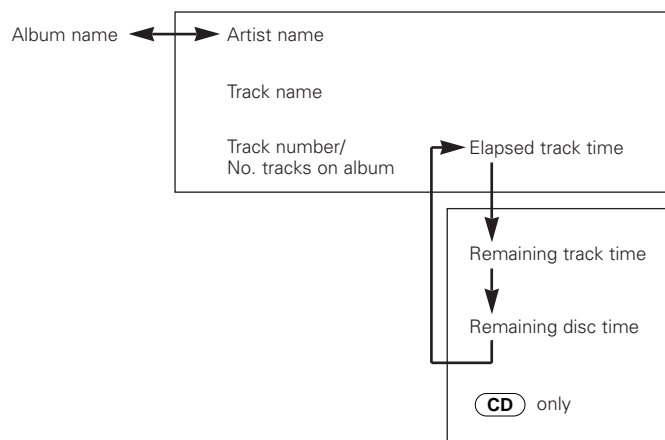 Album name
Artist name
Track name
Track number/
No. tracks on album
Elapsed track time
Remaining track time
Remaining disc time
CD only